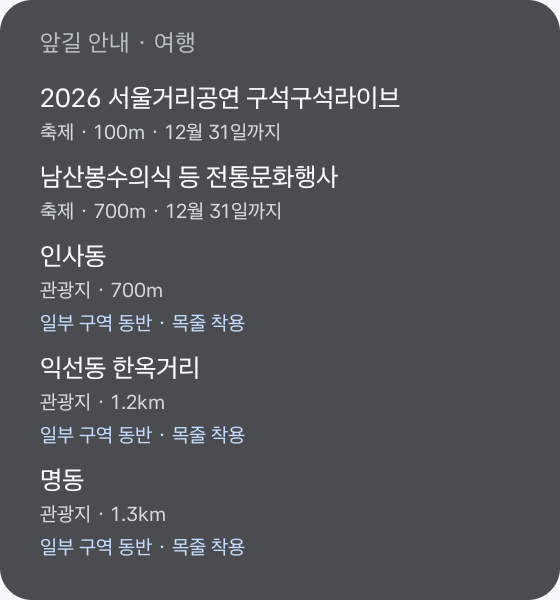 앞길 안내 · 여행
2026 서울거리공연 구석구석라이브
축제 · 100m · 12월 31일까지
남산봉수의식 등 전통문화행사
축제 · 700m · 12월 31일까지
인사동
관광지 · 700m
일부 구역 동반 · 목줄 착용
익선동 한옥거리
관광지 · 1.2km
일부 구역 동반 · 목줄 착용
명동
관광지 · 1.3km
일부 구역 동반 · 목줄 착용